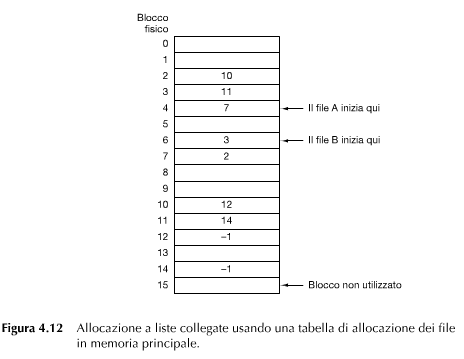 Blocco
fisico
0
1
2 10
3 11
4 7 Il file A inizia qui
5
6 3 Il file B inizia qui
7 2
8
9
10 12
11 14
12 –1
13
14 –1
15 Blocco non utilizzato
Figura 4.12 Allocazione a liste collegate usando una tabella di allocazione dei file
in memoria principale.